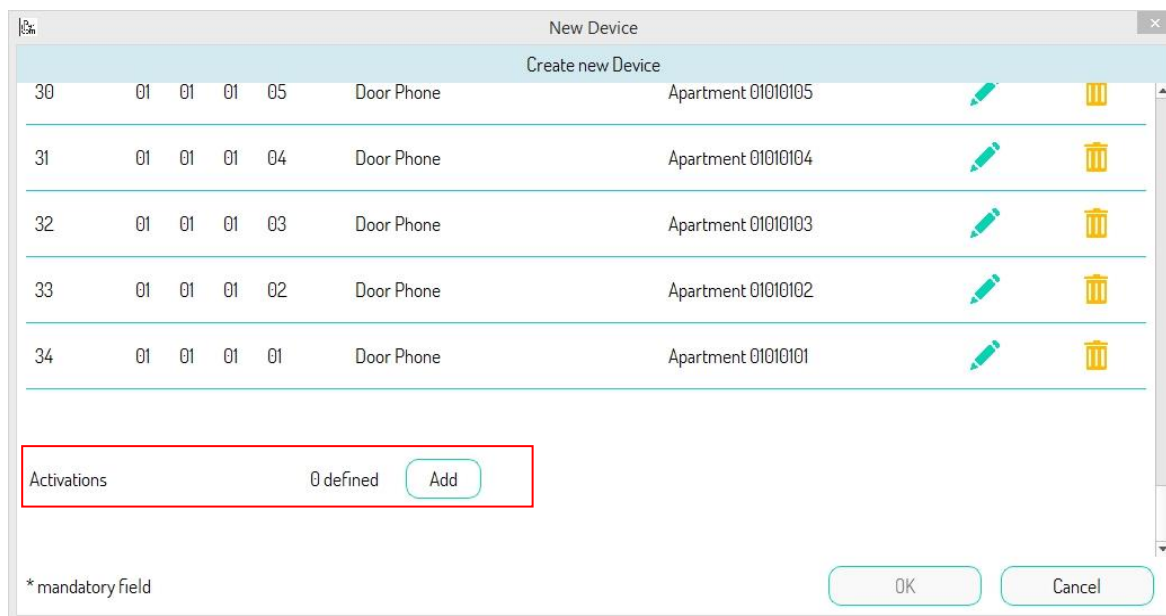 New Device
Create new Device
30 01 01 01 05 Door Phone Apartment 01010105
31 01 01 01 04 Door Phone Apartment 01010104
32 01 01 01 03 Door Phone Apartment 01010103
33 01 01 01 02 Door Phone Apartment 01010102
34 01 01 01 01 Door Phone Apartment 01010101
Activations 0 defined Add
* mandatory field OK Cancel